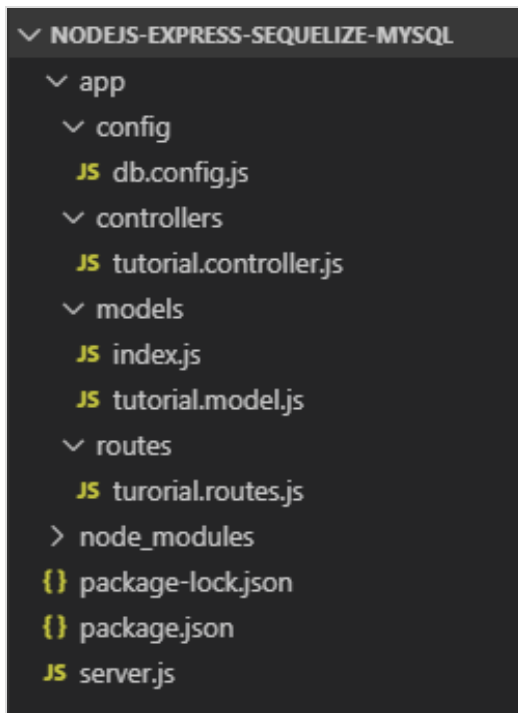 NODEJS-EXPRESS-SEQUELIZE-MYSQL
app
config
JS db.config.js
controllers
JS tutorial.controller.js
models
JS index.js
JS tutorial.model.js
routes
JS turorial.routes.js
node_modules
{} package-lock.json
{} package.json
JS server.js